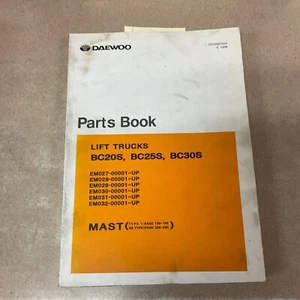 DAEWOO
Parts Book
LIFT TRUCKS
BC20S, BC25S, BC30S
EM027-00001-UP
EM028-00001-UP
EM029-00001-UP
EM030-00001-UP
EM031-00001-UP
EM032-00001-UP
MAST